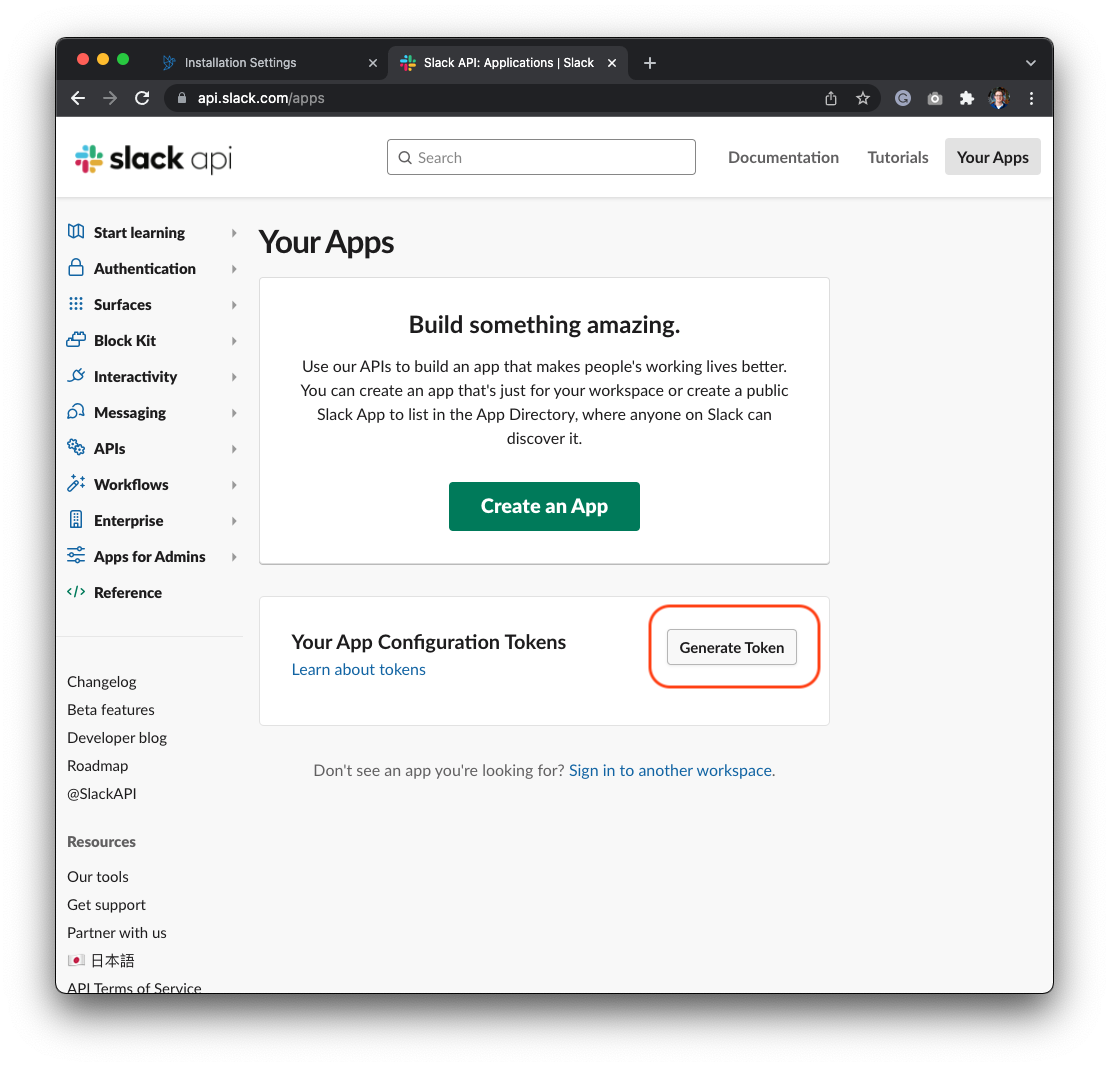 Installation Settings
Slack API: Applications | Slack
api.slack.com/apps
slack api
Search
Documentation
Tutorials
Your Apps
Start learning
Authentication
Surfaces
Block Kit
Interactivity
Messaging
APIs
Workflows
Enterprise
Apps for Admins
Reference
Changelog
Beta features
Developer blog
Roadmap
@SlackAPI
Resources
Our tools
Get support
Partner with us
日本語
API Terms of Service
Your Apps
Build something amazing.
Use our APIs to build an app that makes people's working lives better.
You can create an app that's just for your workspace or create a public
Slack App to list in the App Directory, where anyone on Slack can
discover it.
Create an App
Your App Configuration Tokens
Learn about tokens
Generate Token
Don't see an app you're looking for? Sign in to another workspace.